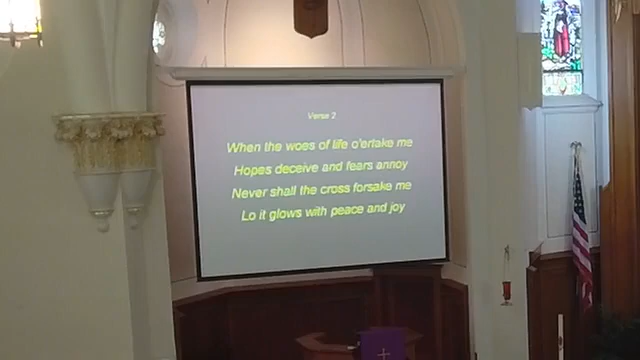 Verse 2
When the woes of life o'ertake me
Hopes deceive and fears annoy
Never shall the cross forsake me
Lo it glows with peace and joy